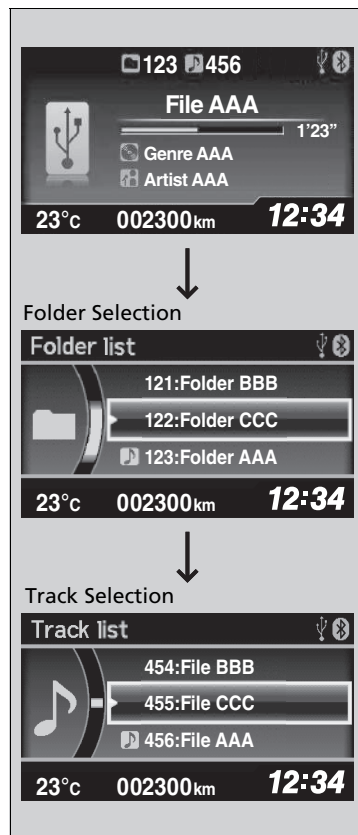 123 456
File AAA
1'23"
Genre AAA
Artist AAA
23°c 002300km 12:34
Folder Selection
Folder list
121:Folder BBB
122:Folder CCC
123:Folder AAA
23°c 002300km 12:34
Track Selection
Track list
454:File BBB
455:File CCC
456:File AAA
23°c 002300km 12:34